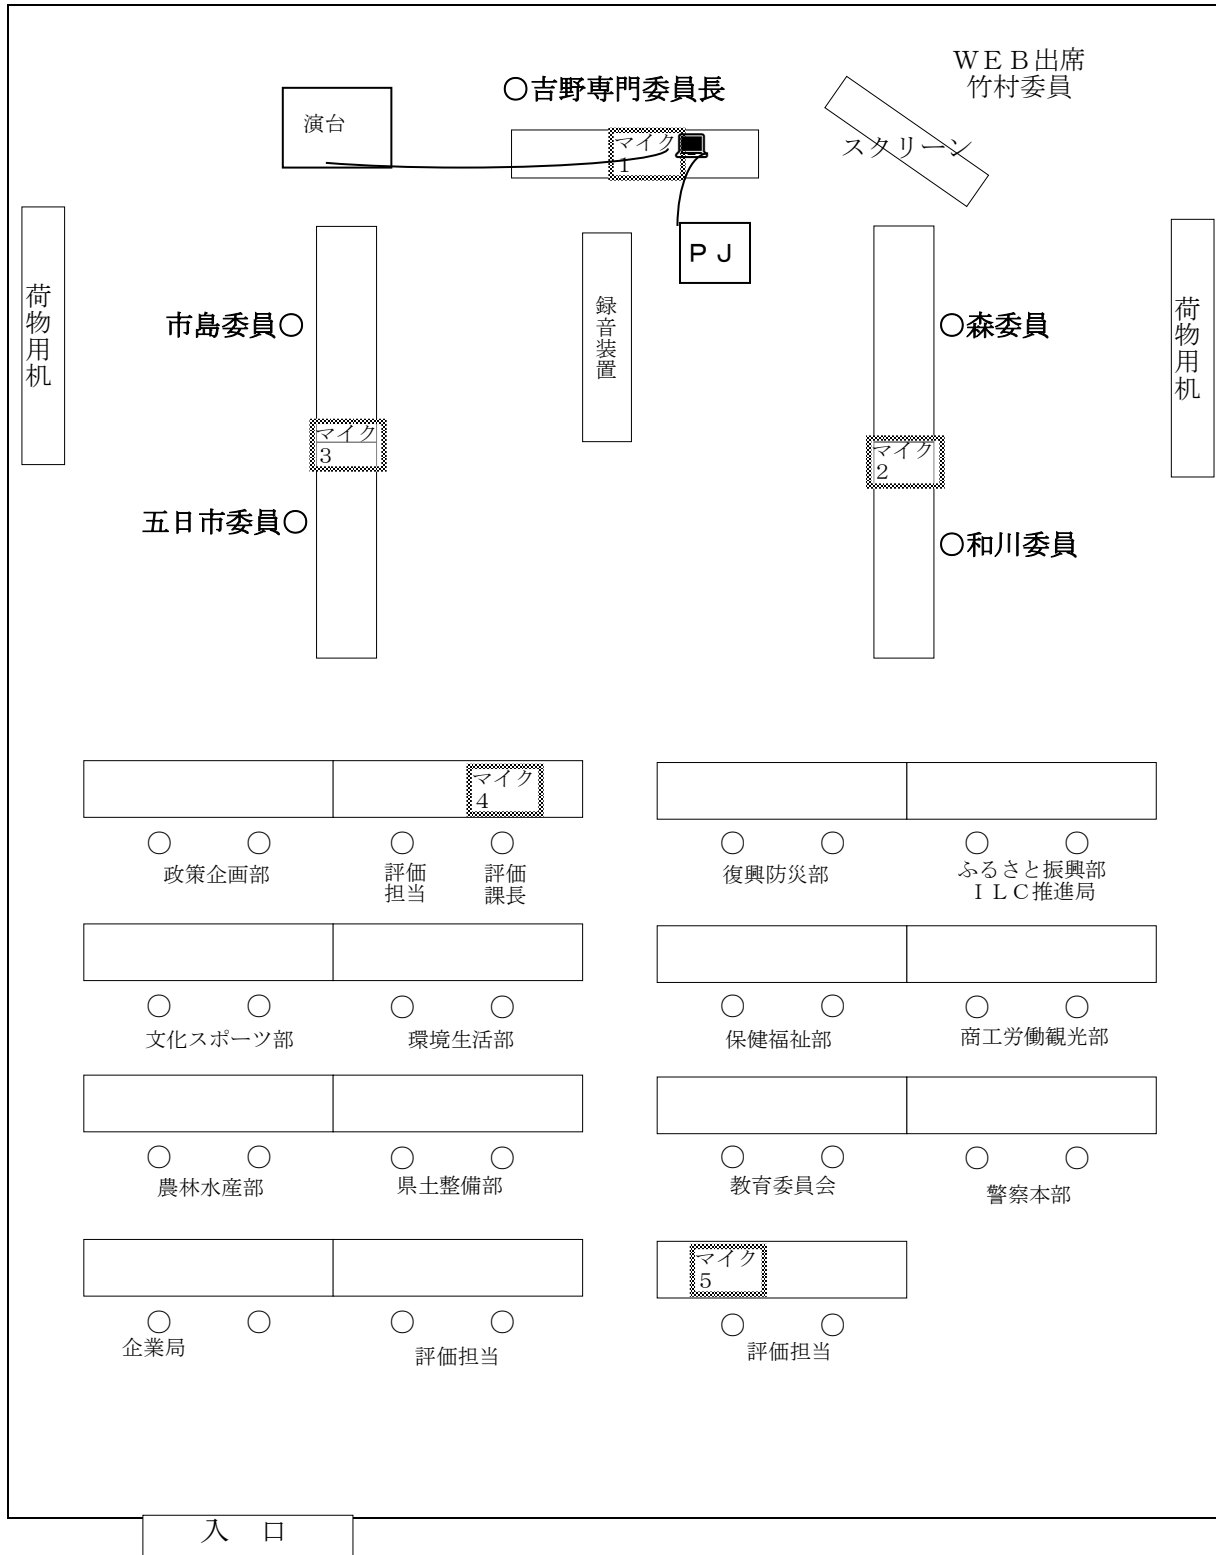 ＷＥＢ出席
竹村委員
○吉野専門委員長
演台
マイク
１
スクリーン
ＰＪ
荷物用机
市島委員○
録音装置
○森委員
荷物用机
マイク
３
マイク
２
五日市委員○
○和川委員
マイク
４
政策企画部
評価
担当
評価
課長
復興防災部
ふるさと振興部
ＩＬＣ推進局
文化スポーツ部
環境生活部
保健福祉部
商工労働観光部
農林水産部
県土整備部
教育委員会
警察本部
マイク
５
企業局
評価担当
評価担当
入　口